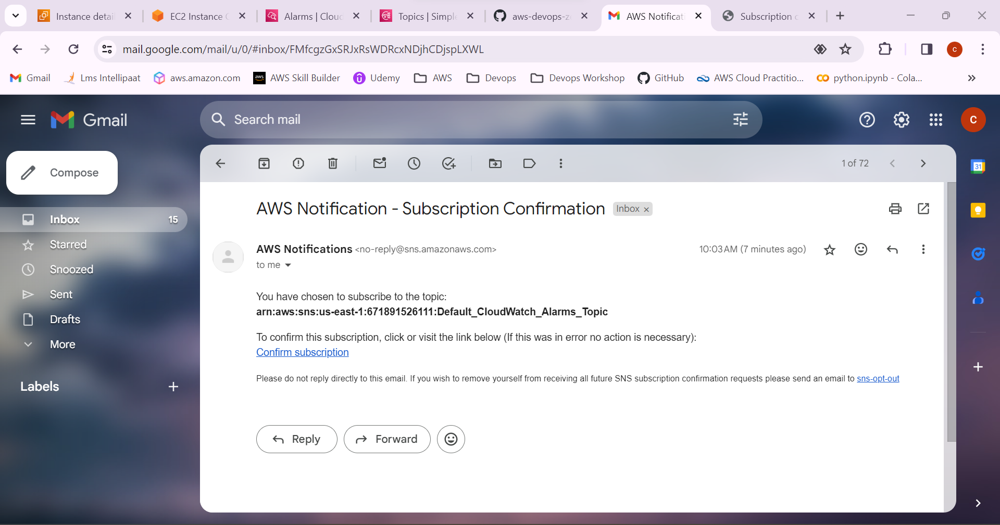 Instance detai
EC2 Instance C
Alarms | Cloud
Topics | Simple
aws-devops-ze
AWS Notificati
Subscription c
mail.google.com/mail/u/0/#inbox/FMfcgzGxSRJxRsWDRcxNDjhCDjspLXWL
C
Gmail
Lms Intellipaat
aws.amazon.com
aws
AWS Skill Builder
Udemy
AWS
Devops
Devops Workshop
GitHub
AWS Cloud Practitio...
python.ipynb - Cola...
Gmail
Search mail
C
Compose
1 of 72
31
Inbox
15
Starred
Snoozed
Sent
Drafts
More
Labels
AWS Notification - Subscription Confirmation
Inbox
AWS Notifications <no-reply@sns.amazonaws.com>
10:03 AM (7 minutes ago)
to me
You have chosen to subscribe to the topic:
arn:aws:sns:us-east-1:671891526111:Default_CloudWatch_Alarms_Topic
To confirm this subscription, click or visit the link below (If this was in error no action is necessary):
Confirm subscription
Please do not reply directly to this email. If you wish to remove yourself from receiving all future SNS subscription confirmation requests please send an email to sns-opt-out
Reply
Forward